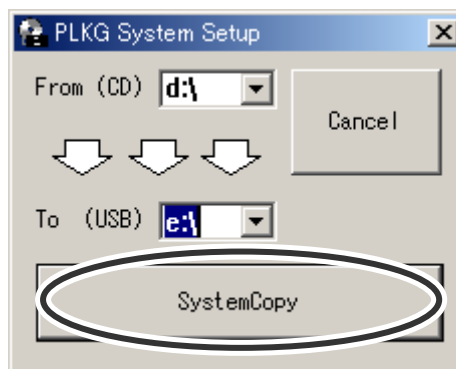 PLKG System Setup
From (CD) d:\
Cancel
To (USB) e:\
SystemCopy